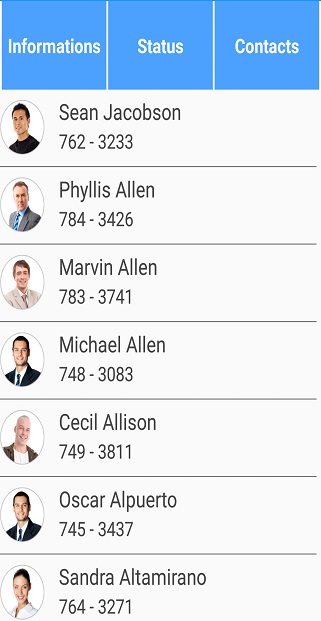 Informations Status Contacts
Sean Jacobson
762 - 3233
Phyllis Allen
784 - 3426
Marvin Allen
783 - 3741
Michael Allen
748 - 3083
Cecil Allison
749 - 3811
Oscar Alpuerto
745 - 3437
Sandra Altamirano
764 - 3271